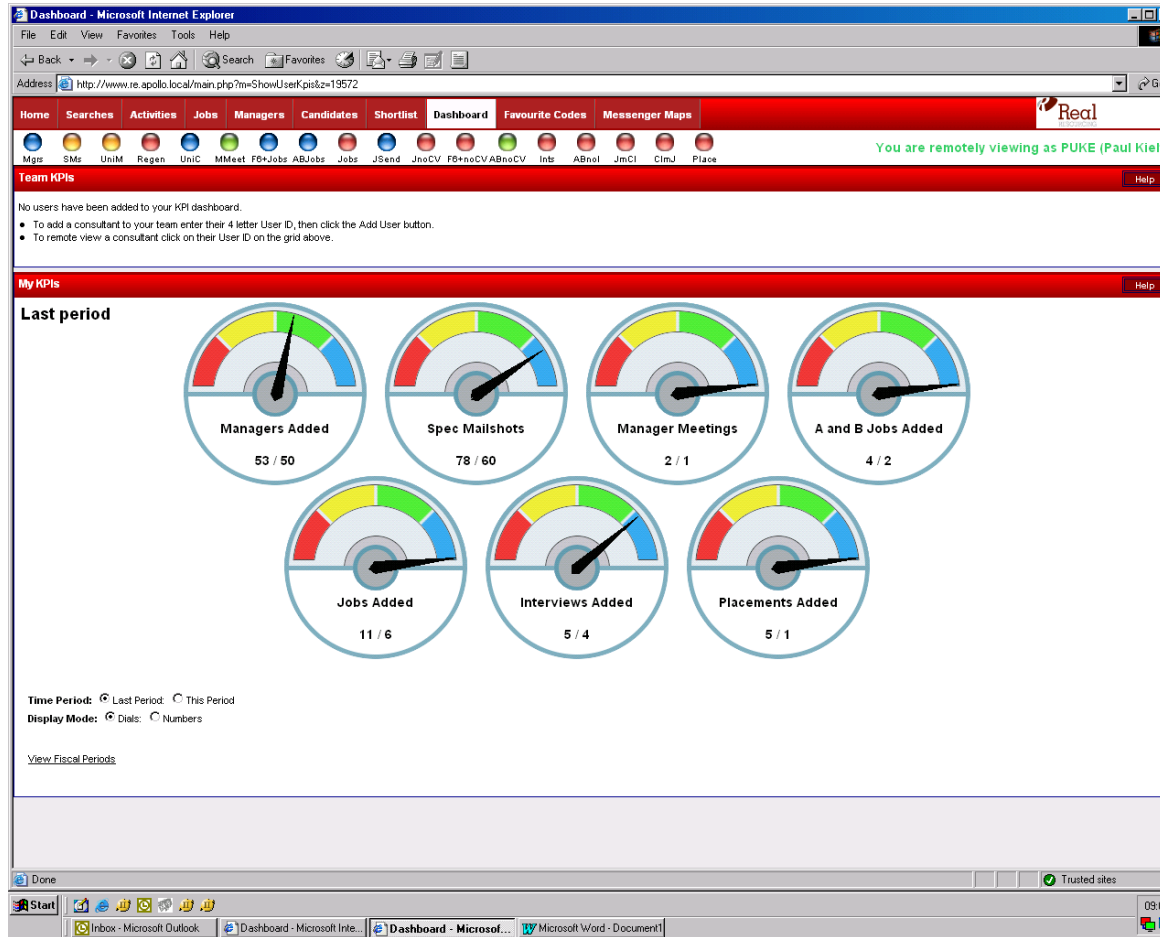 Dashboard - Microsoft Internet Explorer
File Edit View Favorites Tools Help
Back Search Favorites
Address http://www.re.apollo.local/main.php?m=ShowUserKpis&z=19572
Home Searches Activities Jobs Managers Candidates Shortlist Dashboard Favourite Codes Messenger Maps Real
Mgrs SMs UniM Regen UniC MMeet F6+Jobs ABJobs Jobs JSend JnoCV F6+noCV ABnoCV Ints ABnoI JmCI CImJ Place
You are remotely viewing as PUKE (Paul Kiel
Team KPIs Help
No users have been added to your KPI dashboard.
• To add a consultant to your team enter their 4 letter User ID, then click the Add User button.
• To remote view a consultant click on their User ID on the grid above.
My KPIs Help
Last period
Managers Added Spec Mailshots Manager Meetings A and B Jobs Added
53 / 50 78 / 60 2 / 1 4 / 2
Jobs Added Interviews Added Placements Added
11 / 6 5 / 4 5 / 1
Time Period: Last Period: This Period
Display Mode: Dials: Numbers
View Fiscal Periods
Done Trusted sites
Start
Inbox - Microsoft Outlook Dashboard - Microsoft Inte... Dashboard - Microsof... Microsoft Word - Document1